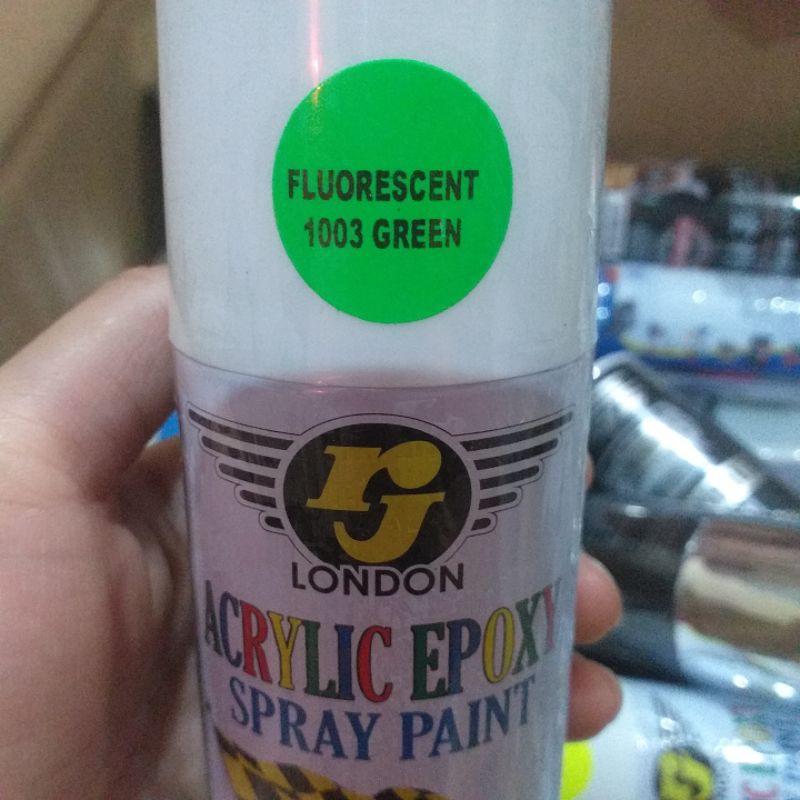 FLUORESCENT
1003 GREEN
rj
LONDON
ACRYLIC EPOXY
SPRAY PAINT